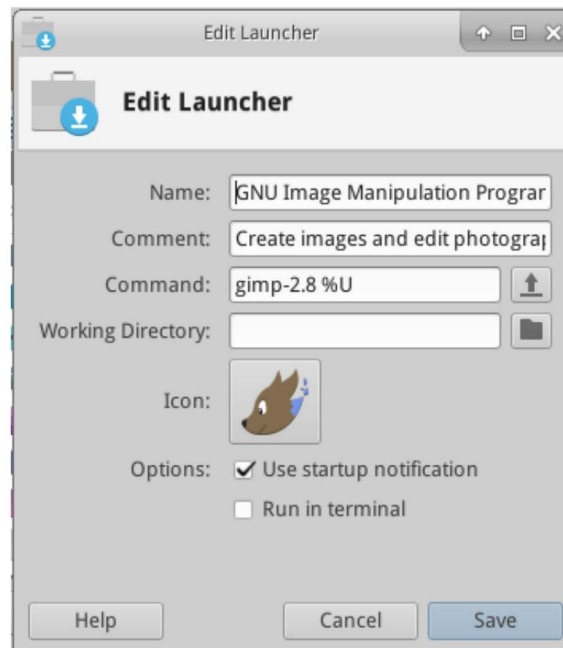 Edit Launcher
Edit Launcher
Name: GNU Image Manipulation Prograr
Comment: Create images and edit photogra
Command: gimp-2.8 %U
Working Directory:
Icon:
Options: Use startup notification
Run in terminal
Help Cancel Save